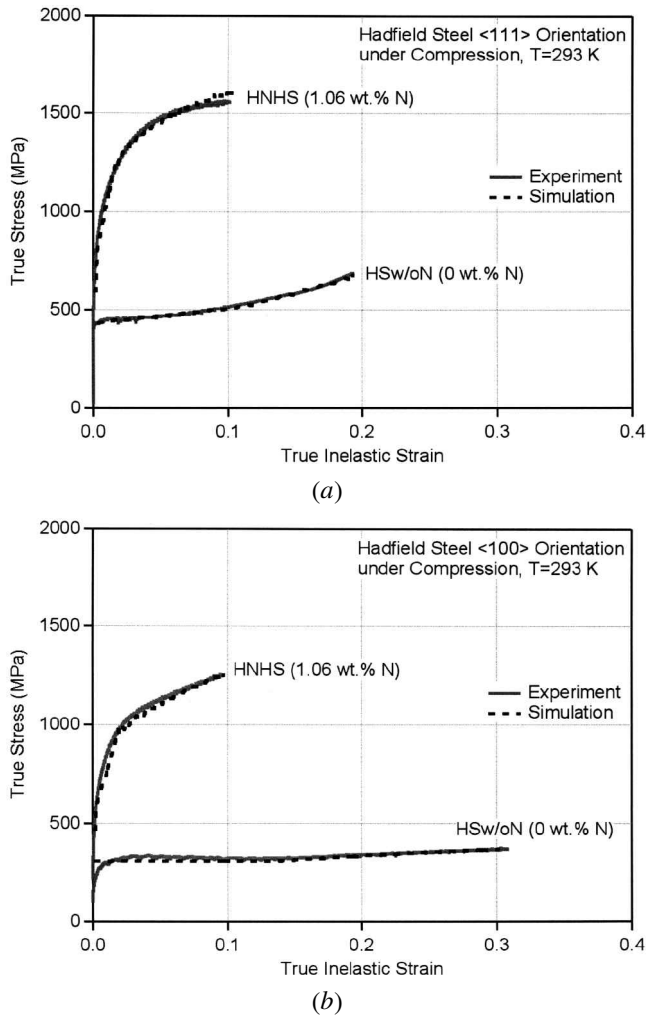 2000
1500
1000
500
0
True Stress (MPa)
Hadfield Steel <111> Orientation
under Compression, T=293 K
HNHS (1.06 wt.% N)
Experiment
Simulation
HSw/oN (0 wt.% N)
0.0 0.1 0.2 0.3 0.4
True Inelastic Strain
(a)
2000
1500
1000
500
0
True Stress (MPa)
Hadfield Steel <100> Orientation
under Compression, T=293 K
HNHS (1.06 wt.% N)
Experiment
Simulation
HSw/oN (0 wt.% N)
0.0 0.1 0.2 0.3 0.4
True Inelastic Strain
(b)